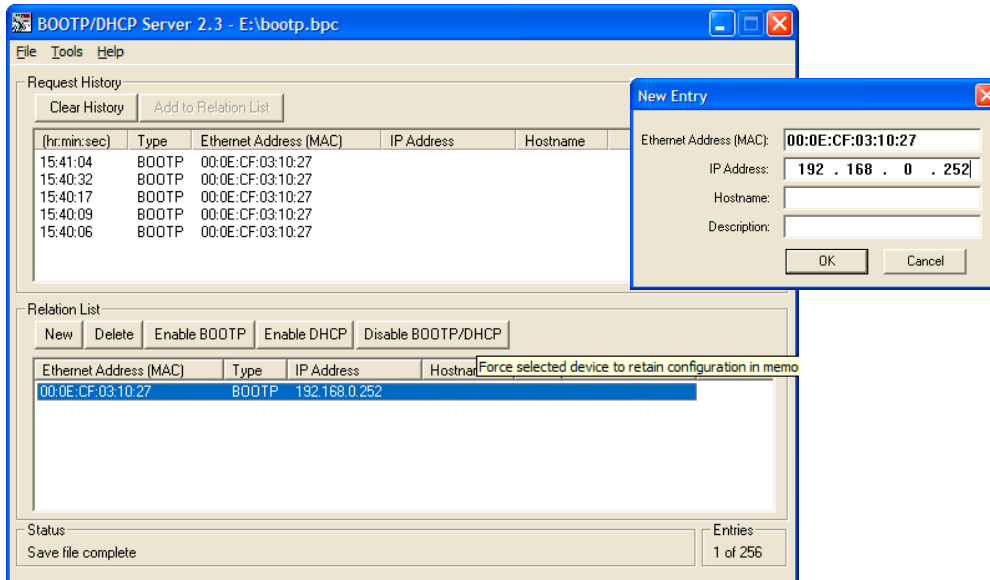 BOOTP/DHCP Server 2.3 - E:\bootp.bpc
File Tools Help
Request History
Clear History Add to Relation List
(hr:min:sec) Type Ethernet Address (MAC) IP Address Hostname
15:41:04 BOOTP 00:0E:CF:03:10:27
15:40:32 BOOTP 00:0E:CF:03:10:27
15:40:17 BOOTP 00:0E:CF:03:10:27
15:40:09 BOOTP 00:0E:CF:03:10:27
15:40:06 BOOTP 00:0E:CF:03:10:27
New Entry
Ethernet Address (MAC): 00:0E:CF:03:10:27
IP Address: 192 . 168 . 0 . 252
Hostname:
Description:
OK Cancel
Relation List
New Delete Enable BOOTP Enable DHCP Disable BOOTP/DHCP
Force selected device to retain configuration in memo
Ethernet Address (MAC) Type IP Address Hostnar
00:0E:CF:03:10:27 BOOTP 192.168.0.252
Status
Save file complete
Entries
1 of 256